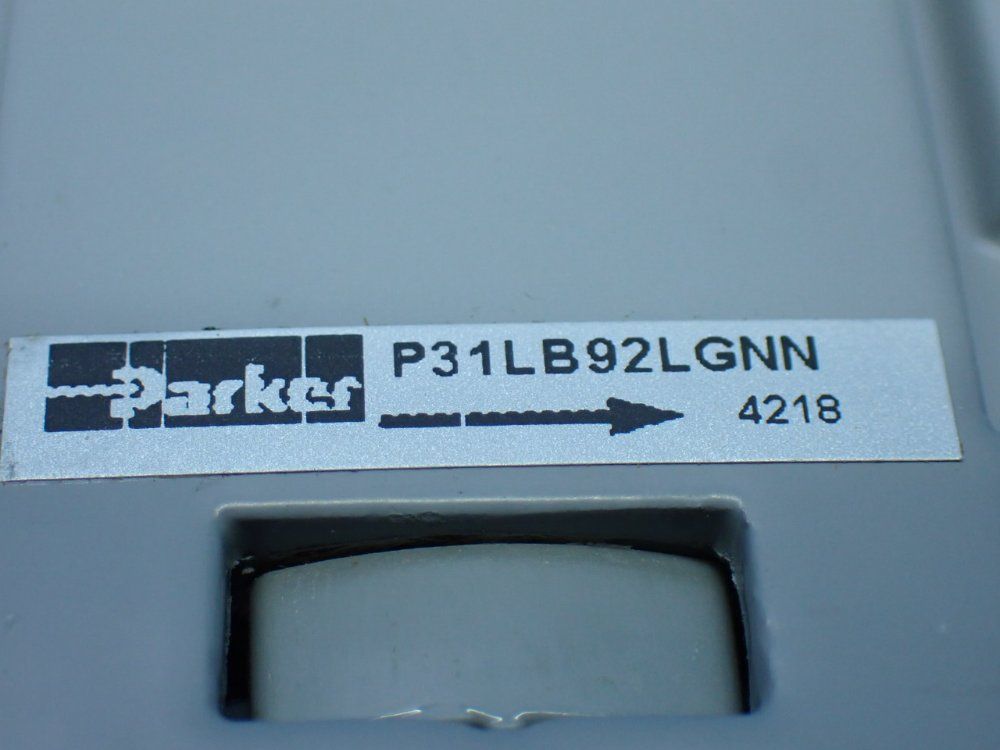 Parker
P31LB92LGNN
4218